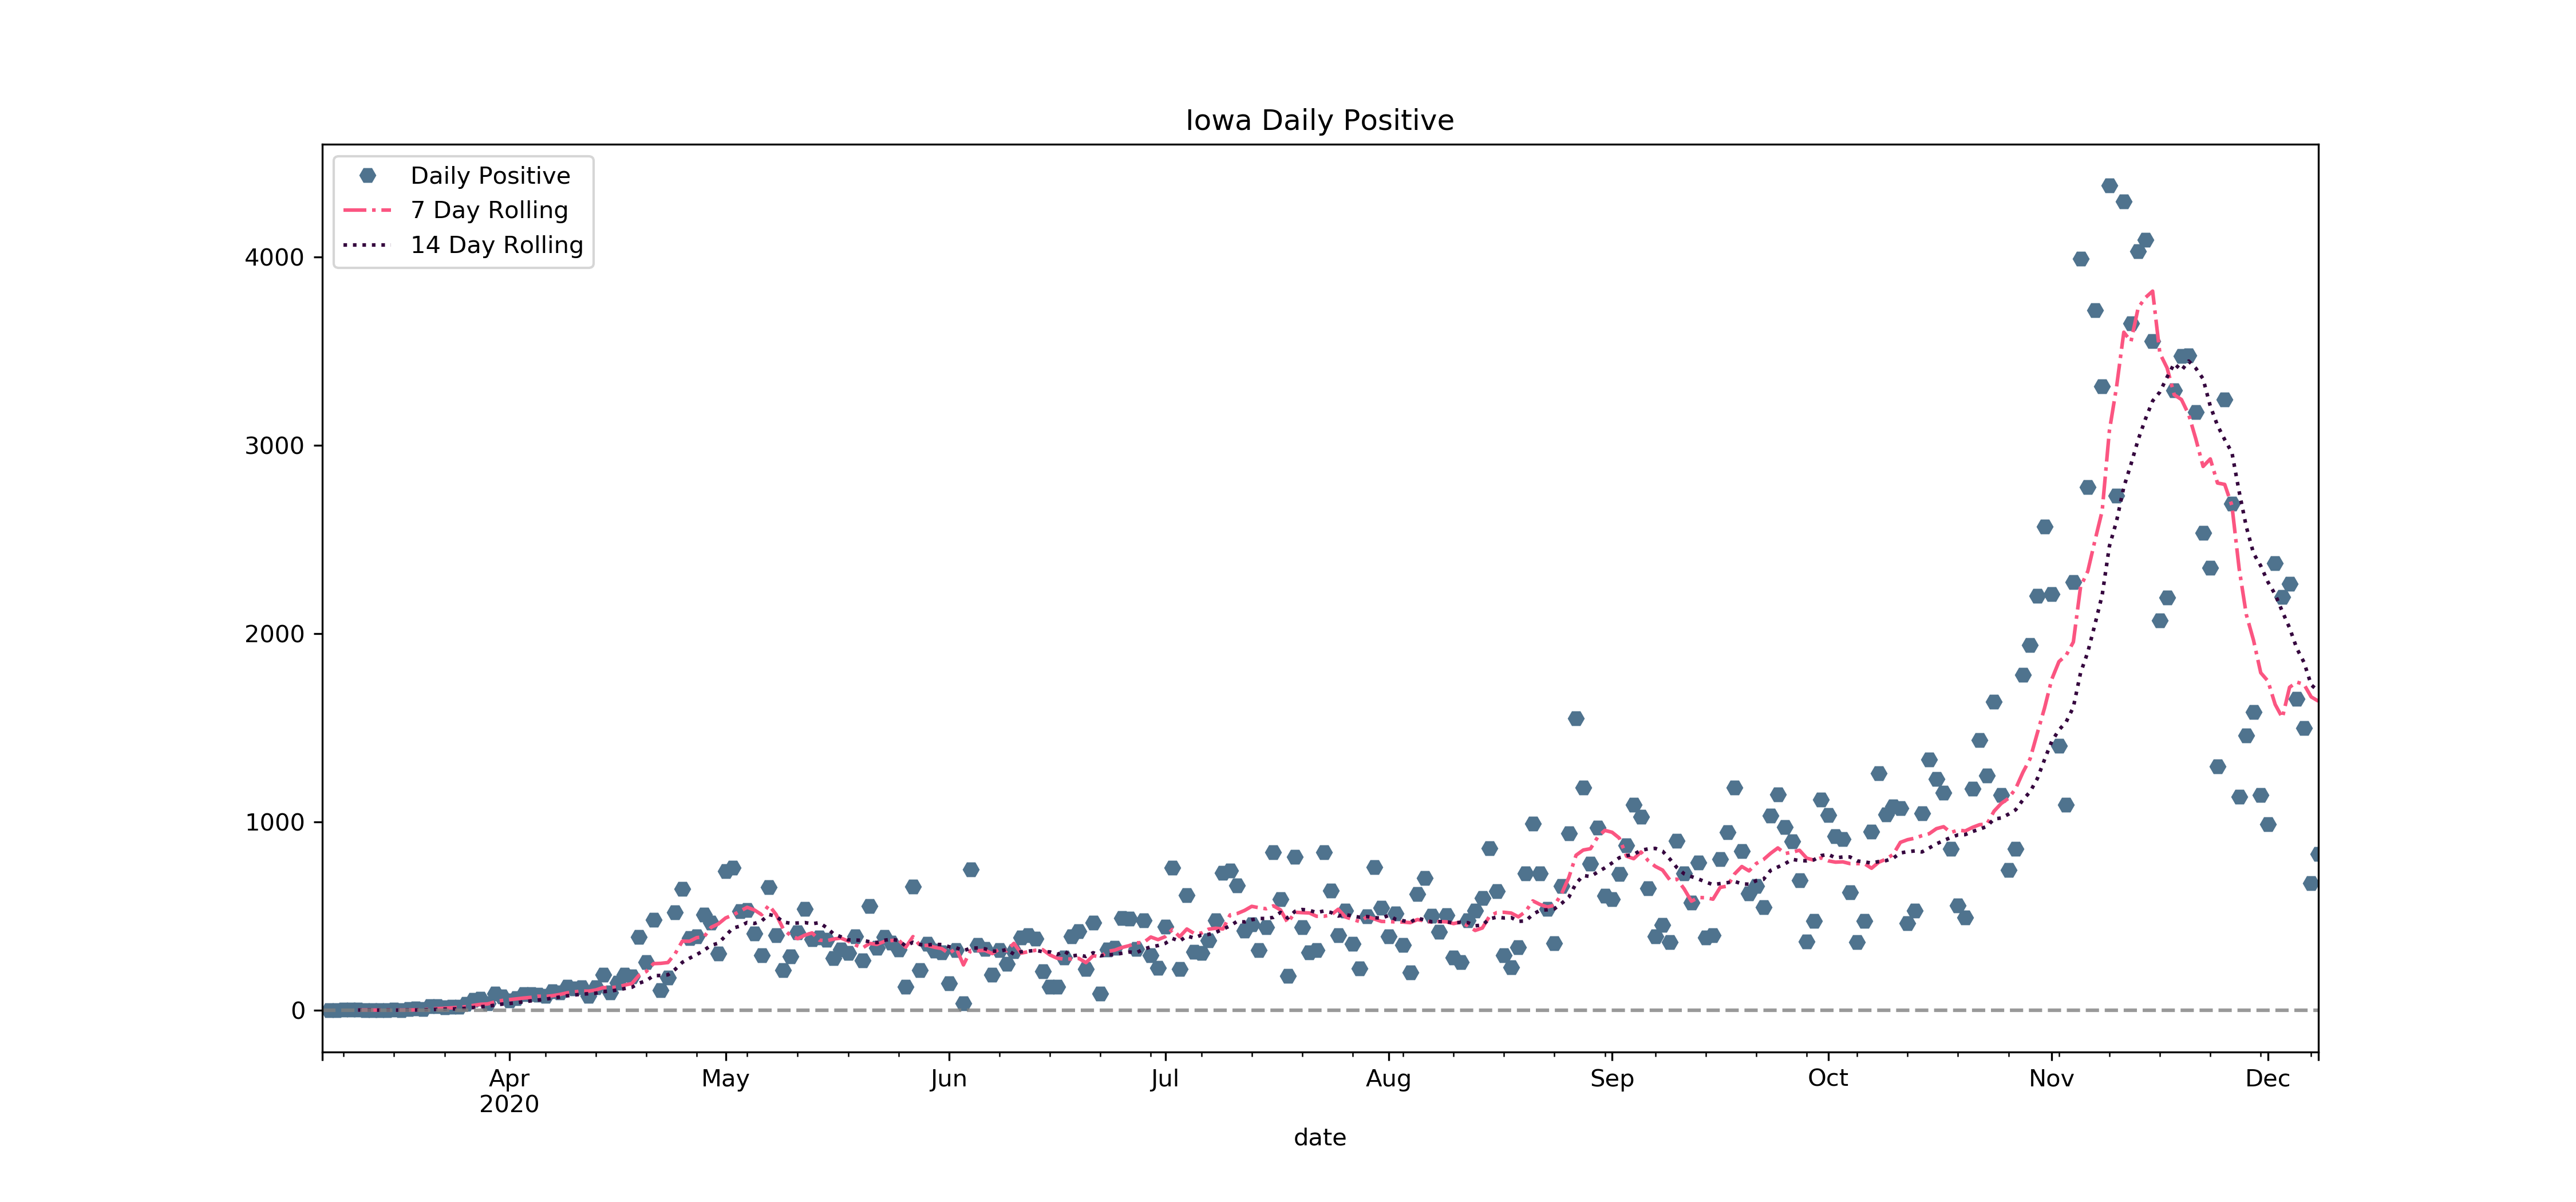 Iowa Daily Positive
Daily Positive
7 Day Rolling
14 Day Rolling
4000
3000
2000
1000
0
Apr May Jun Jul Aug Sep Oct Nov Dec
2020
date